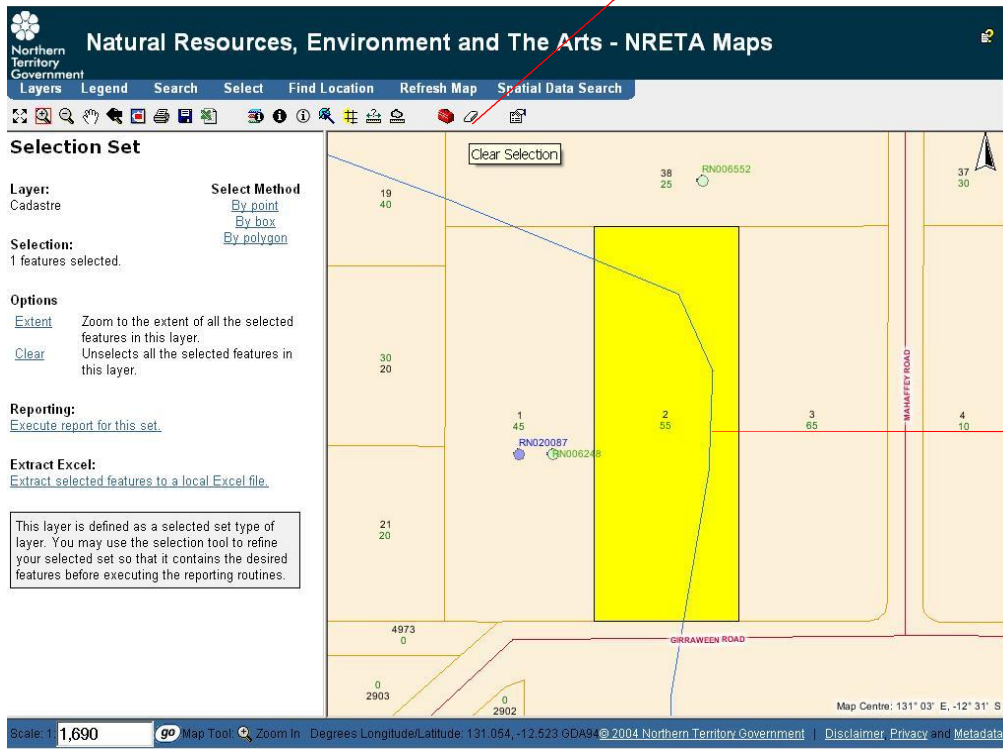 Northern
Territory
Government
Natural Resources, Environment and The Arts - NRETA Maps
Layers Legend Search Select Find Location Refresh Map Spatial Data Search
Selection Set
Layer:
Cadastre
Select Method
By point
By box
By polygon
Selection:
1 features selected.
Options
Extent Zoom to the extent of all the selected
features in this layer.
Clear Unselects all the selected features in
this layer.
Reporting:
Execute report for this set.
Extract Excel:
Extract selected features to a local Excel file.
This layer is defined as a selected set type of
layer. You may use the selection tool to refine
your selected set so that it contains the desired
features before executing the reporting routines.
Clear Selection
38
25
RN006552
37
30
19
40
30
20
1
45
RN020087
RN006248
2
55
3
65
MAHAFFEY ROAD
4
10
21
20
4973
0
GIRRAWEEN ROAD
0
2903
0
2902
Map Centre: 131° 03' E, -12° 31' S
Scale: 1: 1,690 go Map Tool: Zoom In Degrees Longitude/Latitude: 131.054, -12.523 GDA94 © 2004 Northern Territory Government | Disclaimer, Privacy and Metadata